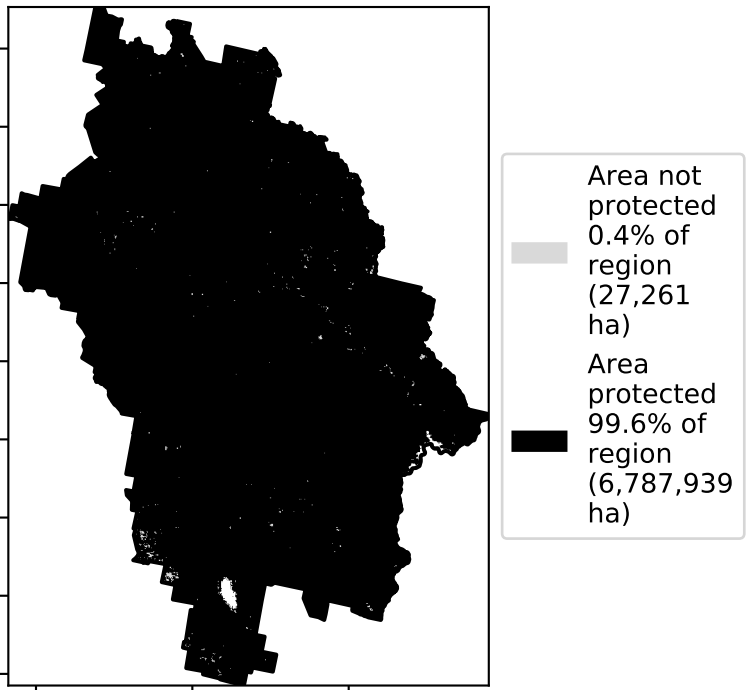 Area not
protected
0.4% of
region
(27,261
ha)
Area
protected
99.6% of
region
(6,787,939
ha)